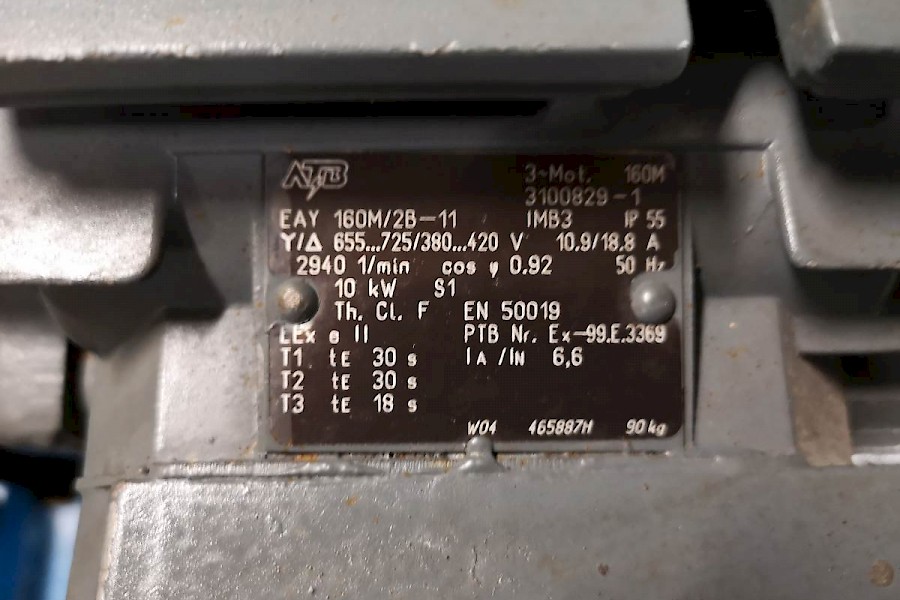 ATB 3~Mot. 160M
3100829-1
EAY 160M/2B-11 IMB3 IP 55
Y/Δ 655...725/380...420 V 10.9/18.8 A
2940 1/min cos φ 0.92 50 Hz
10 kW S1
Th. Cl. F EN 50019
EEx e II PTB Nr. Ex-99.E.3369
T1 tE 30 s IA/IN 6,6
T2 tE 30 s
T3 tE 18 s
W04 465887H 90kg